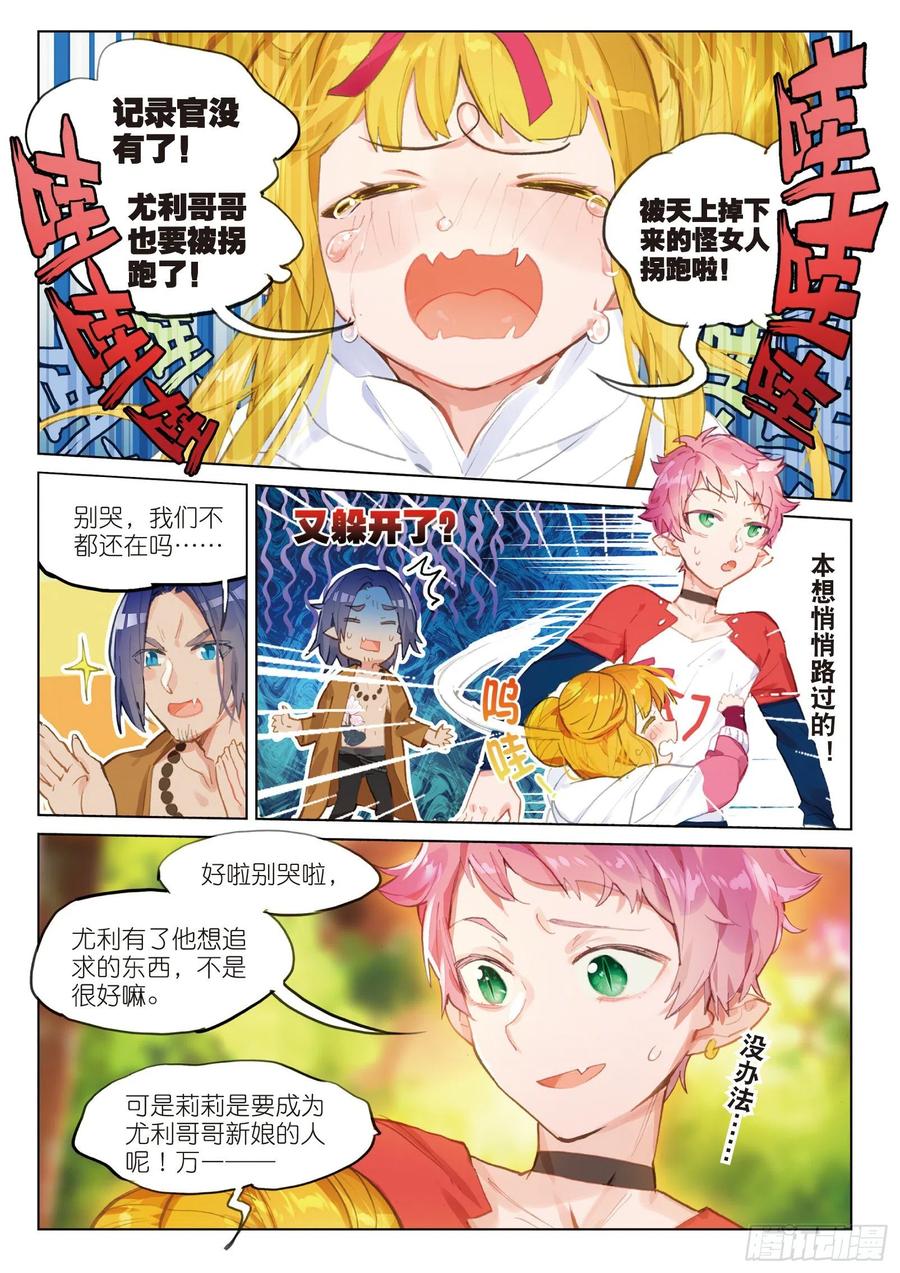 记录官没
有了！
尤利哥哥
也要被拐
跑了！
被天上掉下
来的怪女人
拐跑啦！
哇
哇
哇
哇
哇
哇
别哭，我们不
都还在吗……
又躲开了？
本想悄悄路过的！
呜
哇！
好啦别哭啦，
尤利有了他想追
求的东西，不是
很好嘛。
没办法……
可是莉莉是要成为
尤利哥哥新娘的人
呢！万一——
腾讯动漫